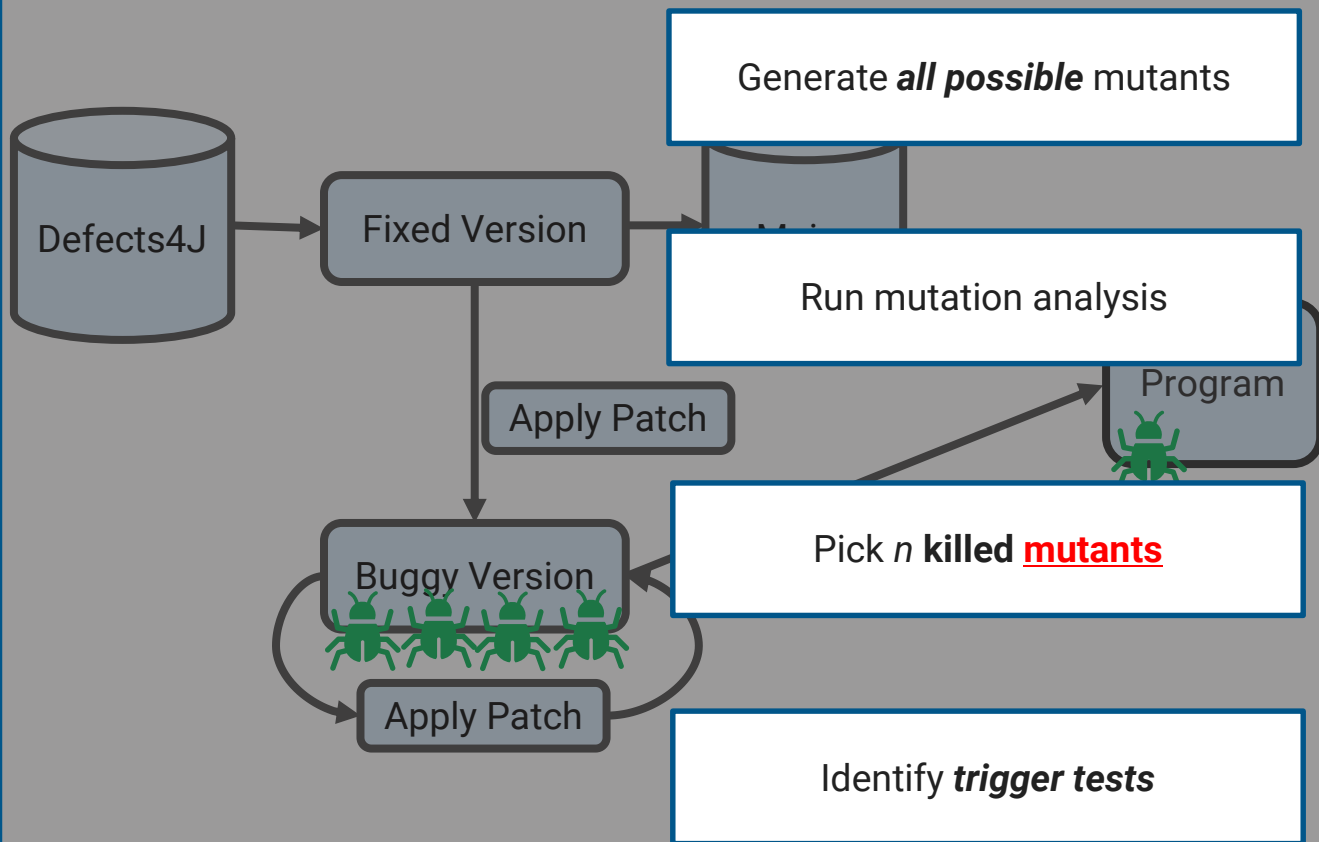 Generate all possible mutants
Defects4J
Fixed Version
Run mutation analysis
Program
Apply Patch
Buggy Version
Pick n killed mutants
Apply Patch
Identify trigger tests